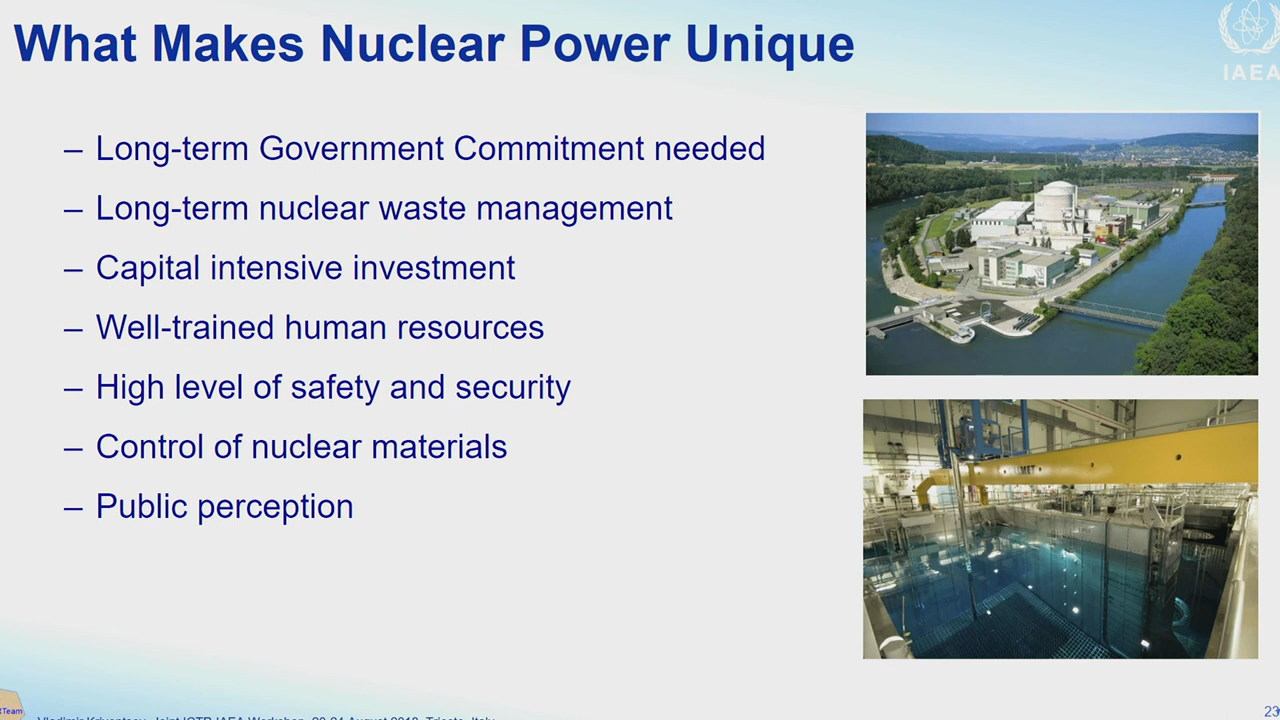 What Makes Nuclear Power Unique
IAEA
– Long-term Government Commitment needed
– Long-term nuclear waste management
– Capital intensive investment
– Well-trained human resources
– High level of safety and security
– Control of nuclear materials
– Public perception
23